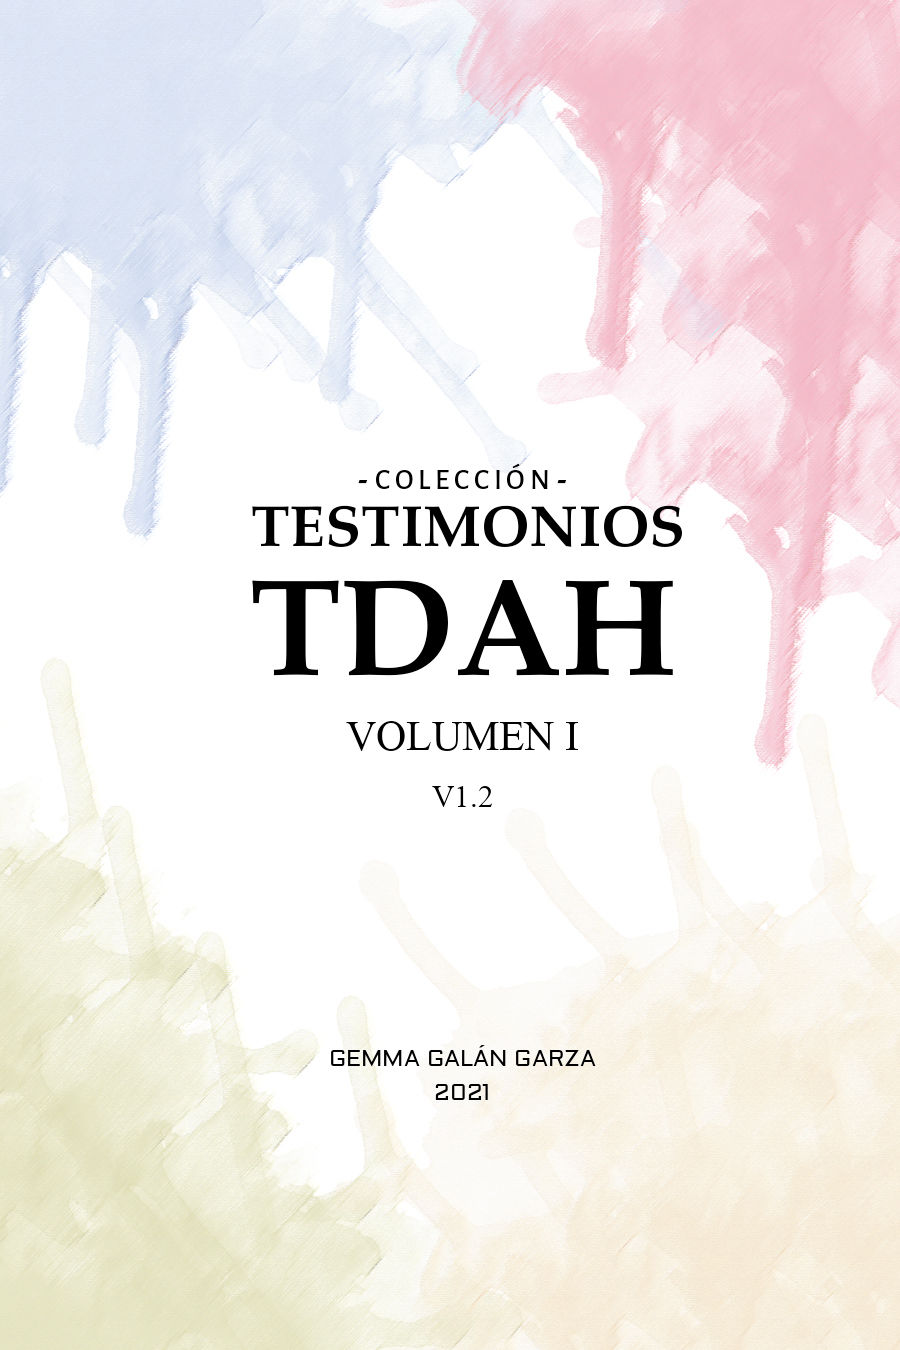 -COLECCIÓN-
TESTIMONIOS
TDAH
VOLUMEN I
V1.2
GEMMA GALÁN GARZA
2021